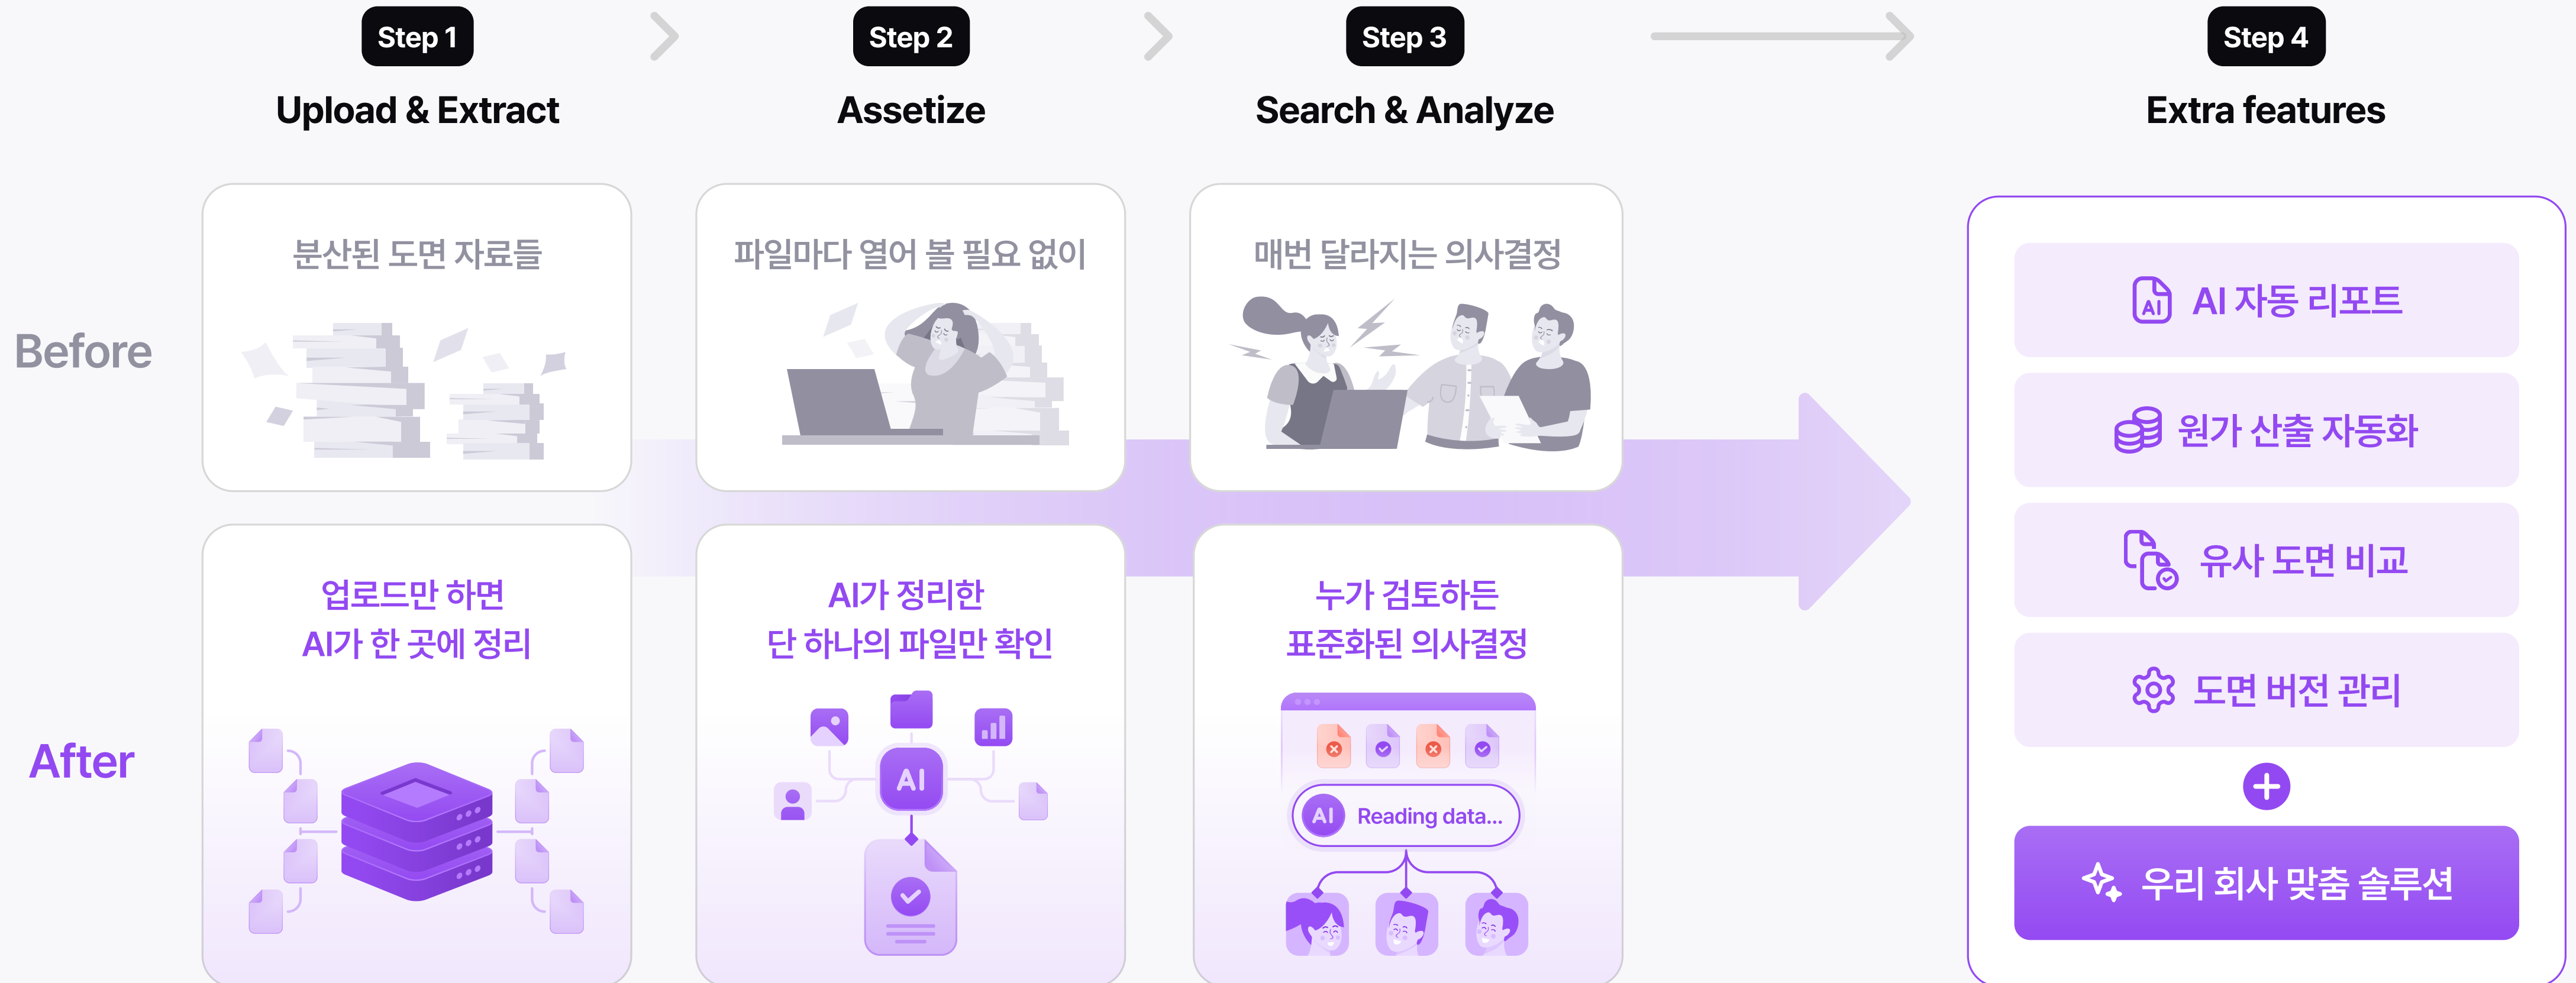 Step 1
Step 2
Step 3
Step 4
Upload & Extract
Assetize
Search & Analyze
Extra features
Before
분산된 도면 자료들
파일마다 열어 볼 필요 없이
매번 달라지는 의사결정
After
업로드만 하면
AI가 한 곳에 정리
AI가 정리한
단 하나의 파일만 확인
AI
누가 검토하든
표준화된 의사결정
AI Reading data...
AI AI 자동 리포트
원가 산출 자동화
유사 도면 비교
도면 버전 관리
우리 회사 맞춤 솔루션